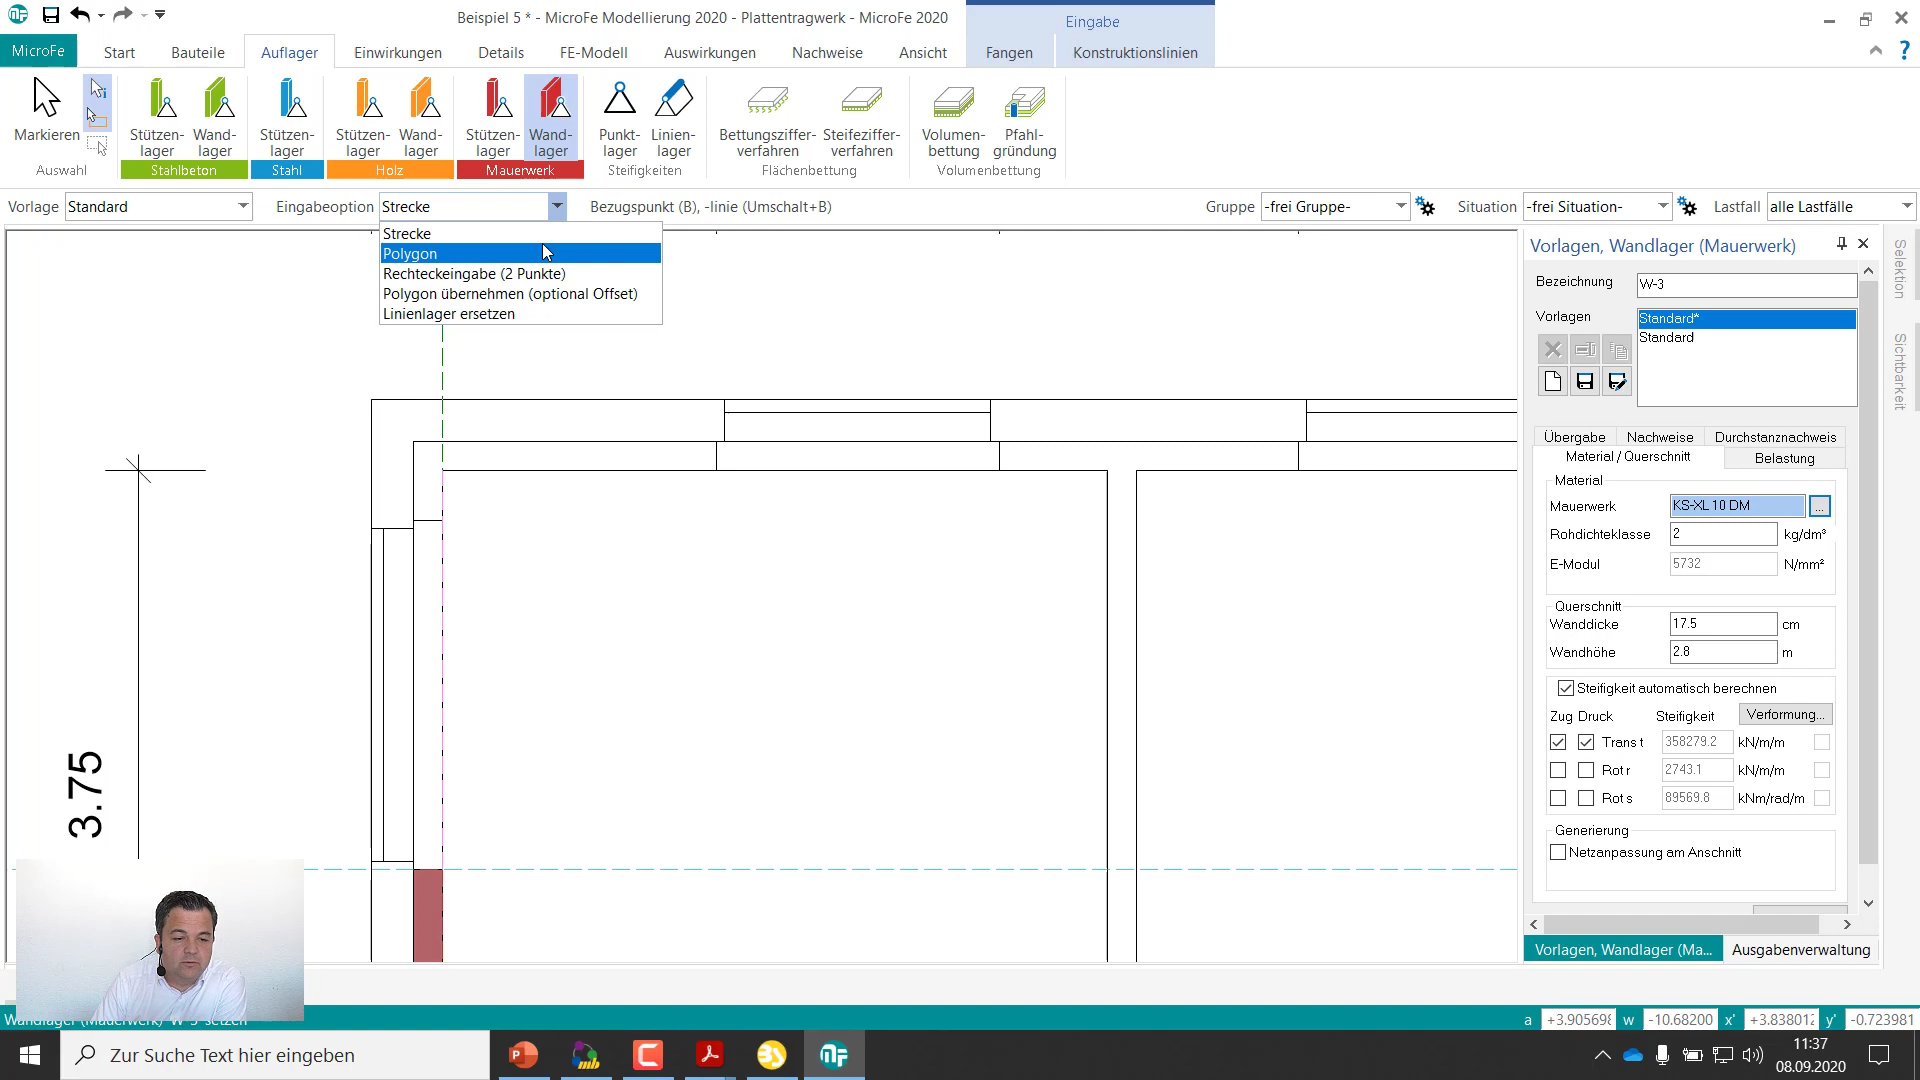 Beispiel 5 * - MicroFe Modellierung 2020 - Plattentragwerk - MicroFe 2020
Eingabe
MicroFe Start Bauteile Auflager Einwirkungen Details FE-Modell Auswirkungen Nachweise Ansicht Fangen Konstruktionslinien
Markieren
Auswahl
Stützen-lager
Wand-lager
Stahlbeton
Stützen-lager
Stahl
Stützen-lager
Wand-lager
Holz
Stützen-lager
Wand-lager
Mauerwerk
Punkt-lager
Linien-lager
Steifigkeiten
Bettungsziffer-verfahren
Steifeziffer-verfahren
Flächenbettung
Volumen-bettung
Pfahl-gründung
Volumenbettung
Vorlage Standard Eingabeoption Strecke Bezugspunkt (B), -linie (Umschalt+B) Gruppe -frei Gruppe- Situation -frei Situation- Lastfall alle Lastfälle
Strecke
Polygon
Rechteckeingabe (2 Punkte)
Polygon übernehmen (optional Offset)
Linienlager ersetzen
3.75
Vorlagen, Wandlager (Mauerwerk)
Bezeichnung W-3
Vorlagen Standard*
Standard
Übergabe Nachweise Durchstanznachweis
Material / Querschnitt Belastung
Material
Mauerwerk KS-XL 10 DM ...
Rohdichteklasse 2 kg/dm³
E-Modul 5732 N/mm²
Querschnitt
Wanddicke 17.5 cm
Wandhöhe 2.8 m
Steifigkeit automatisch berechnen
Zug Druck Steifigkeit Verformung...
Trans t 358279.2 kN/m/m
Rot r 2743.1 kN/m/m
Rot s 89569.8 kNm/rad/m
Generierung
Netzanpassung am Anschnitt
Vorlagen, Wandlager (Ma... Ausgabenverwaltung
Selektion
Sichtbarkeit
Wandlager (Mauerwerk) 'W-3' setzen
a +3.905698 w -10.68200 x' +3.838012 y' -0.723981
Zur Suche Text hier eingeben
11:37
08.09.2020